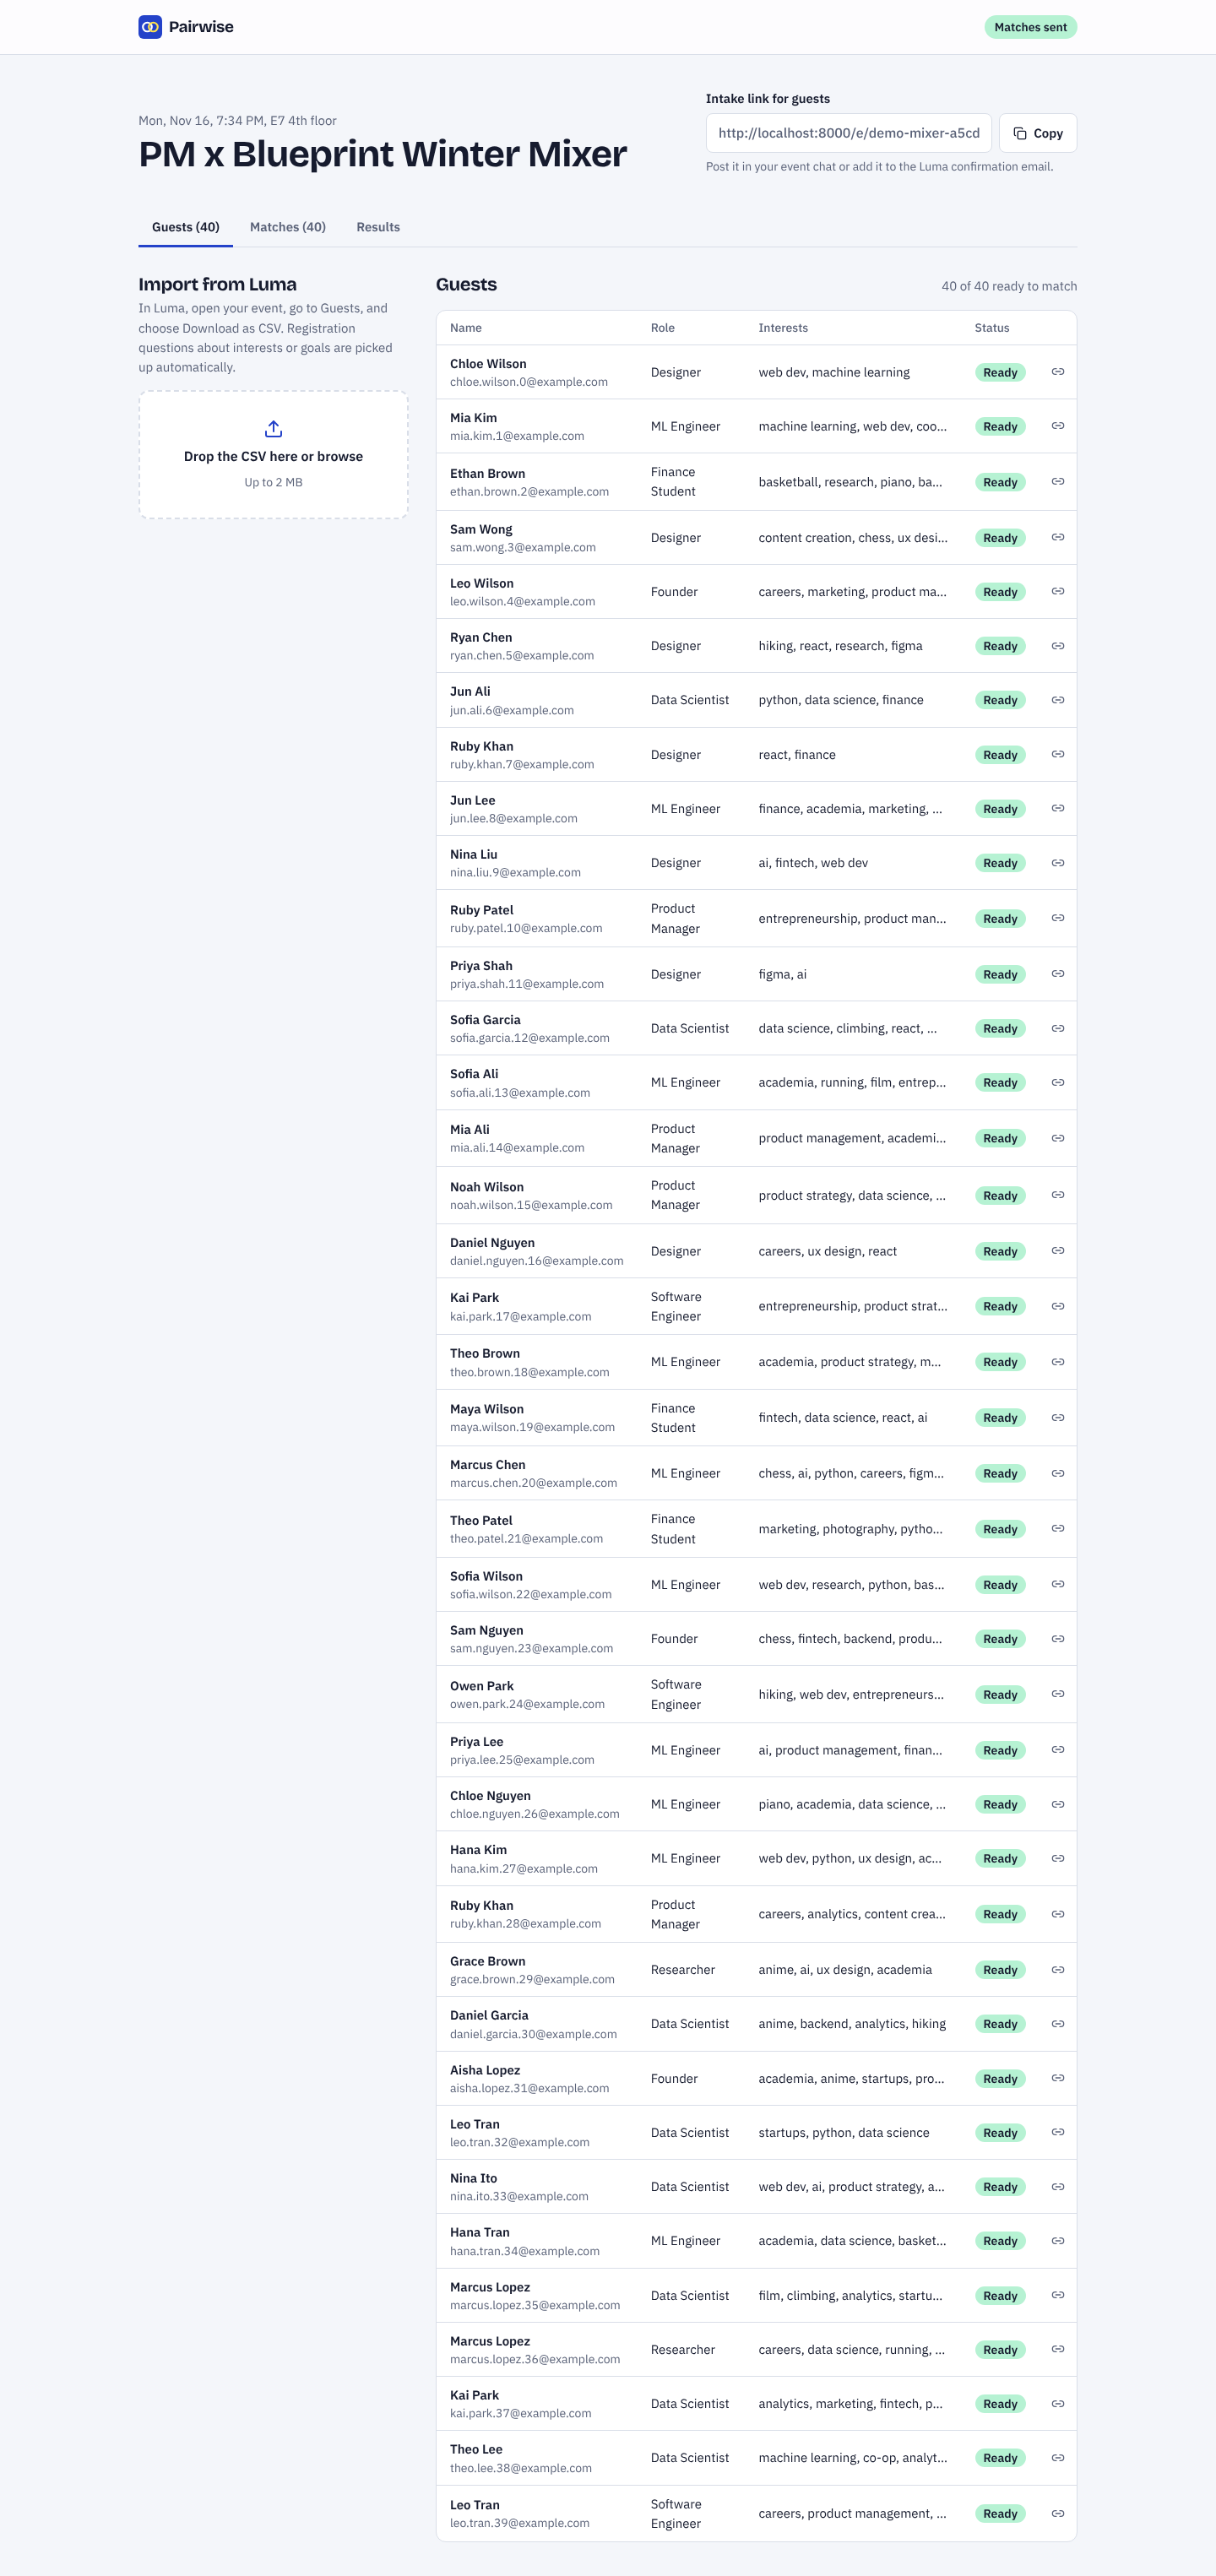 Pairwise
Matches sent
Mon, Nov 16, 7:34 PM, E7 4th floor
PM x Blueprint Winter Mixer
Intake link for guests
http://localhost:8000/e/demo-mixer-a5cd
Copy
Post it in your event chat or add it to the Luma confirmation email.
Guests (40) Matches (40) Results
Import from Luma
In Luma, open your event, go to Guests, and
choose Download as CSV. Registration
questions about interests or goals are picked
up automatically.
Drop the CSV here or browse
Up to 2 MB
Guests
40 of 40 ready to match
Name Role Interests Status
Chloe Wilson
chloe.wilson.0@example.com
Designer
web dev, machine learning
Ready
Mia Kim
mia.kim.1@example.com
ML Engineer
machine learning, web dev, coo...
Ready
Ethan Brown
ethan.brown.2@example.com
Finance
Student
basketball, research, piano, ba...
Ready
Sam Wong
sam.wong.3@example.com
Designer
content creation, chess, ux desi...
Ready
Leo Wilson
leo.wilson.4@example.com
Founder
careers, marketing, product ma...
Ready
Ryan Chen
ryan.chen.5@example.com
Designer
hiking, react, research, figma
Ready
Jun Ali
jun.ali.6@example.com
Data Scientist
python, data science, finance
Ready
Ruby Khan
ruby.khan.7@example.com
Designer
react, finance
Ready
Jun Lee
jun.lee.8@example.com
ML Engineer
finance, academia, marketing, ...
Ready
Nina Liu
nina.liu.9@example.com
Designer
ai, fintech, web dev
Ready
Ruby Patel
ruby.patel.10@example.com
Product
Manager
entrepreneurship, product man...
Ready
Priya Shah
priya.shah.11@example.com
Designer
figma, ai
Ready
Sofia Garcia
sofia.garcia.12@example.com
Data Scientist
data science, climbing, react, ...
Ready
Sofia Ali
sofia.ali.13@example.com
ML Engineer
academia, running, film, entrep...
Ready
Mia Ali
mia.ali.14@example.com
Product
Manager
product management, academi...
Ready
Noah Wilson
noah.wilson.15@example.com
Product
Manager
product strategy, data science, ...
Ready
Daniel Nguyen
daniel.nguyen.16@example.com
Designer
careers, ux design, react
Ready
Kai Park
kai.park.17@example.com
Software
Engineer
entrepreneurship, product strat...
Ready
Theo Brown
theo.brown.18@example.com
ML Engineer
academia, product strategy, m...
Ready
Maya Wilson
maya.wilson.19@example.com
Finance
Student
fintech, data science, react, ai
Ready
Marcus Chen
marcus.chen.20@example.com
ML Engineer
chess, ai, python, careers, figm...
Ready
Theo Patel
theo.patel.21@example.com
Finance
Student
marketing, photography, pytho...
Ready
Sofia Wilson
sofia.wilson.22@example.com
ML Engineer
web dev, research, python, bas...
Ready
Sam Nguyen
sam.nguyen.23@example.com
Founder
chess, fintech, backend, produ...
Ready
Owen Park
owen.park.24@example.com
Software
Engineer
hiking, web dev, entrepreneurs...
Ready
Priya Lee
priya.lee.25@example.com
ML Engineer
ai, product management, finan...
Ready
Chloe Nguyen
chloe.nguyen.26@example.com
ML Engineer
piano, academia, data science, ...
Ready
Hana Kim
hana.kim.27@example.com
ML Engineer
web dev, python, ux design, ac...
Ready
Ruby Khan
ruby.khan.28@example.com
Product
Manager
careers, analytics, content crea...
Ready
Grace Brown
grace.brown.29@example.com
Researcher
anime, ai, ux design, academia
Ready
Daniel Garcia
daniel.garcia.30@example.com
Data Scientist
anime, backend, analytics, hiking
Ready
Aisha Lopez
aisha.lopez.31@example.com
Founder
academia, anime, startups, pro...
Ready
Leo Tran
leo.tran.32@example.com
Data Scientist
startups, python, data science
Ready
Nina Ito
nina.ito.33@example.com
Data Scientist
web dev, ai, product strategy, a...
Ready
Hana Tran
hana.tran.34@example.com
ML Engineer
academia, data science, basket...
Ready
Marcus Lopez
marcus.lopez.35@example.com
Data Scientist
film, climbing, analytics, startu...
Ready
Marcus Lopez
marcus.lopez.36@example.com
Researcher
careers, data science, running, ...
Ready
Kai Park
kai.park.37@example.com
Data Scientist
analytics, marketing, fintech, p...
Ready
Theo Lee
theo.lee.38@example.com
Data Scientist
machine learning, co-op, analyt...
Ready
Leo Tran
leo.tran.39@example.com
Software
Engineer
careers, product management, ...
Ready